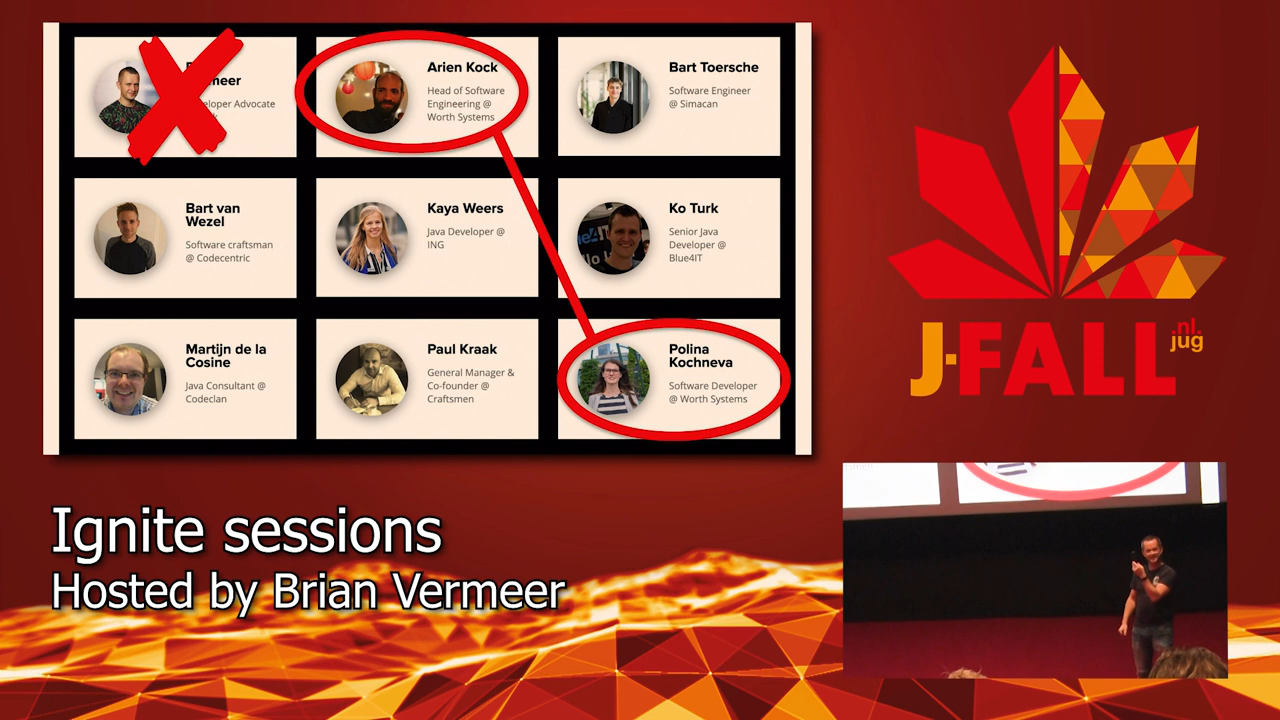 meer
eloper Advocate
Arien Kock
Head of Software
Engineering @
Worth Systems
Bart Toersche
Software Engineer
@ Simacan
Bart van
Wezel
Software craftsman
@ Codecentric
Kaya Weers
Java Developer @
ING
Ko Turk
Senior Java
Developer @
Blue4IT
Martijn de la
Cosine
Java Consultant @
Codeclan
Paul Kraak
General Manager &
Co-founder @
Craftsmen
Polina
Kochneva
Software Developer
@ Worth Systems
J-FALL
nl.
jug
Ignite sessions
Hosted by Brian Vermeer